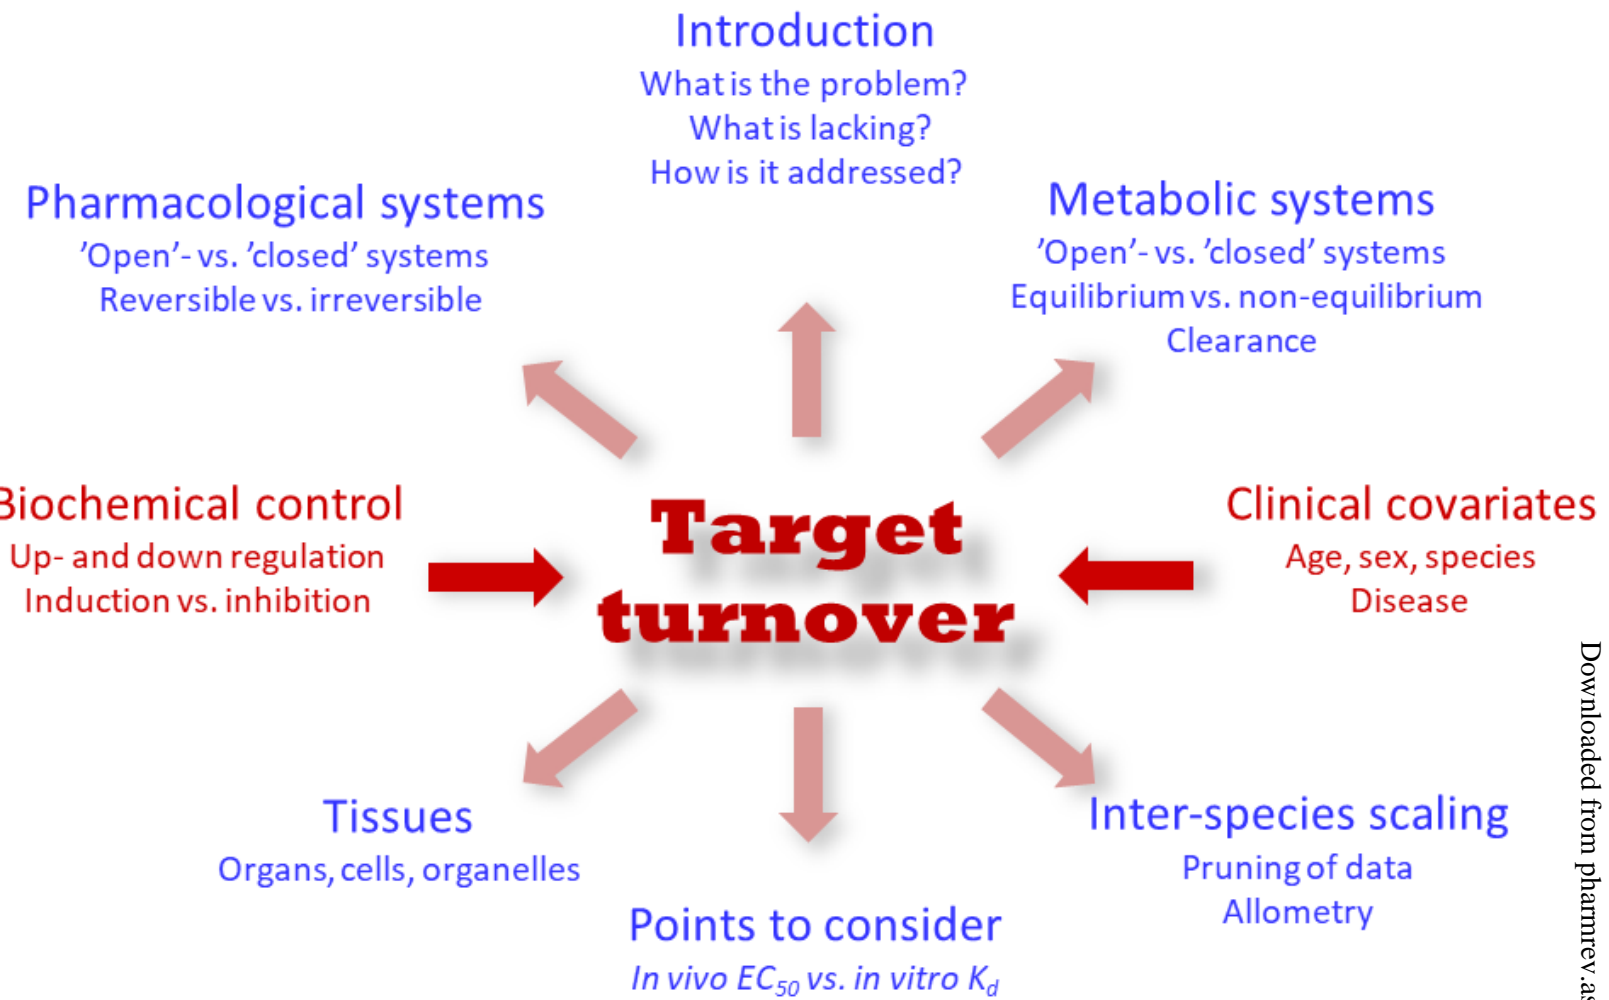 Introduction
What is the problem?
What is lacking?
How is it addressed?
Pharmacological systems
’Open’- vs. ’closed’ systems
Reversible vs. irreversible
Metabolic systems
’Open’- vs. ’closed’ systems
Equilibrium vs. non-equilibrium
Clearance
Biochemical control
Up- and down regulation
Induction vs. inhibition
Target
turnover
Clinical covariates
Age, sex, species
Disease
Tissues
Organs, cells, organelles
Points to consider
In vivo EC50 vs. in vitro Kd
Inter-species scaling
Pruning of data
Allometry
Downloaded from pharmrev.as